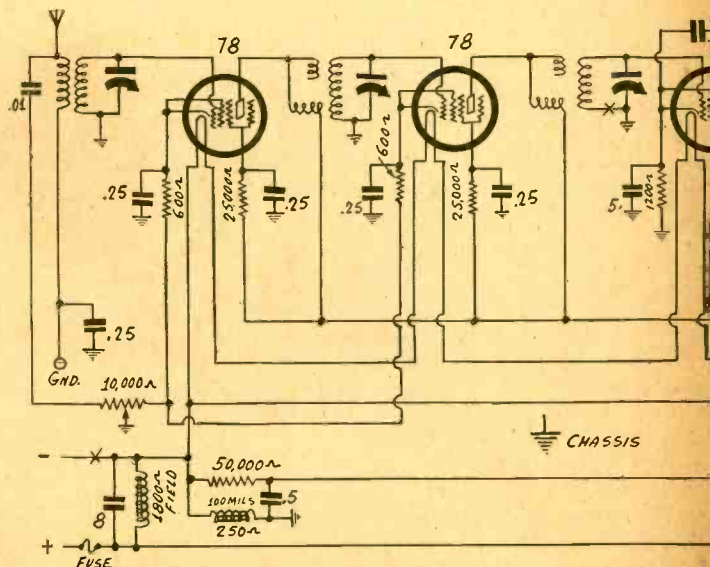 78
78
.01
.25
600Ω
25000Ω
.25
.25
600Ω
25,000Ω
.25
5.
1200Ω
.25
GND.
10,000Ω
CHASSIS
-
50,000Ω
8
1800Ω
FIELD
100 MILS
.5
250Ω
+
FUSE